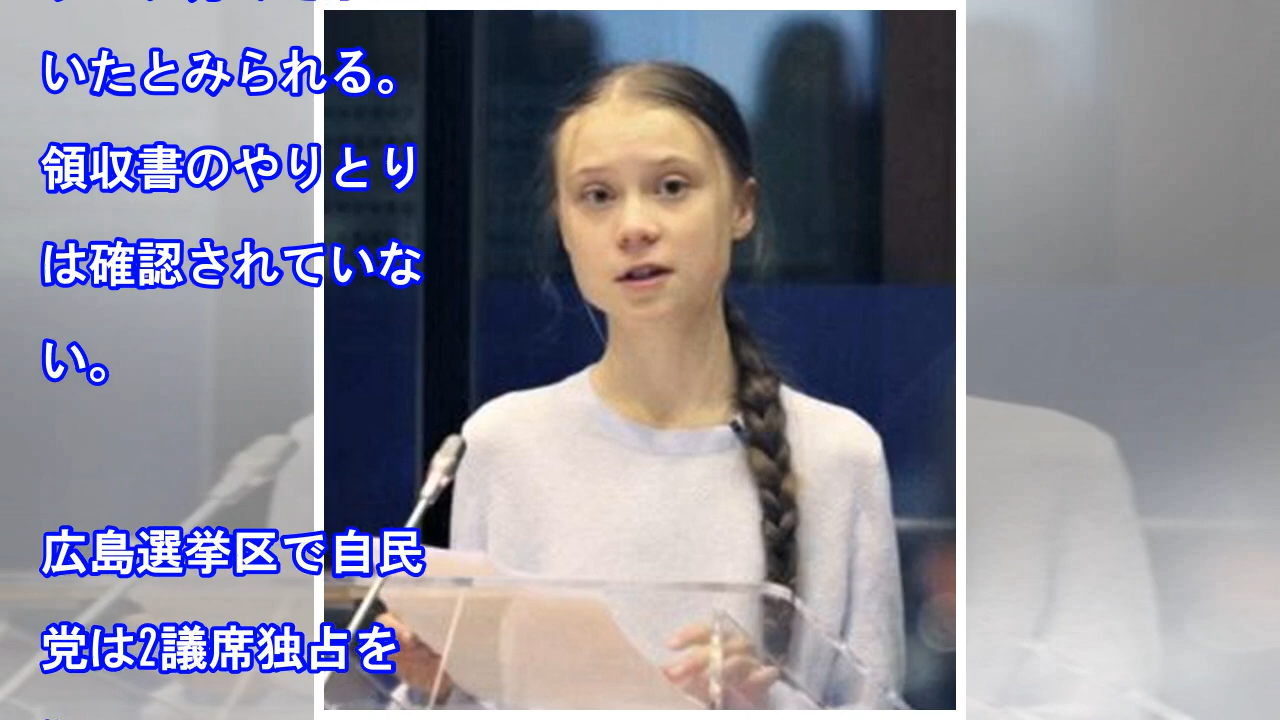 いたとみられる。
領収書のやりとり
は確認されていな
い。
広島選挙区で自民
党は2議席独占を